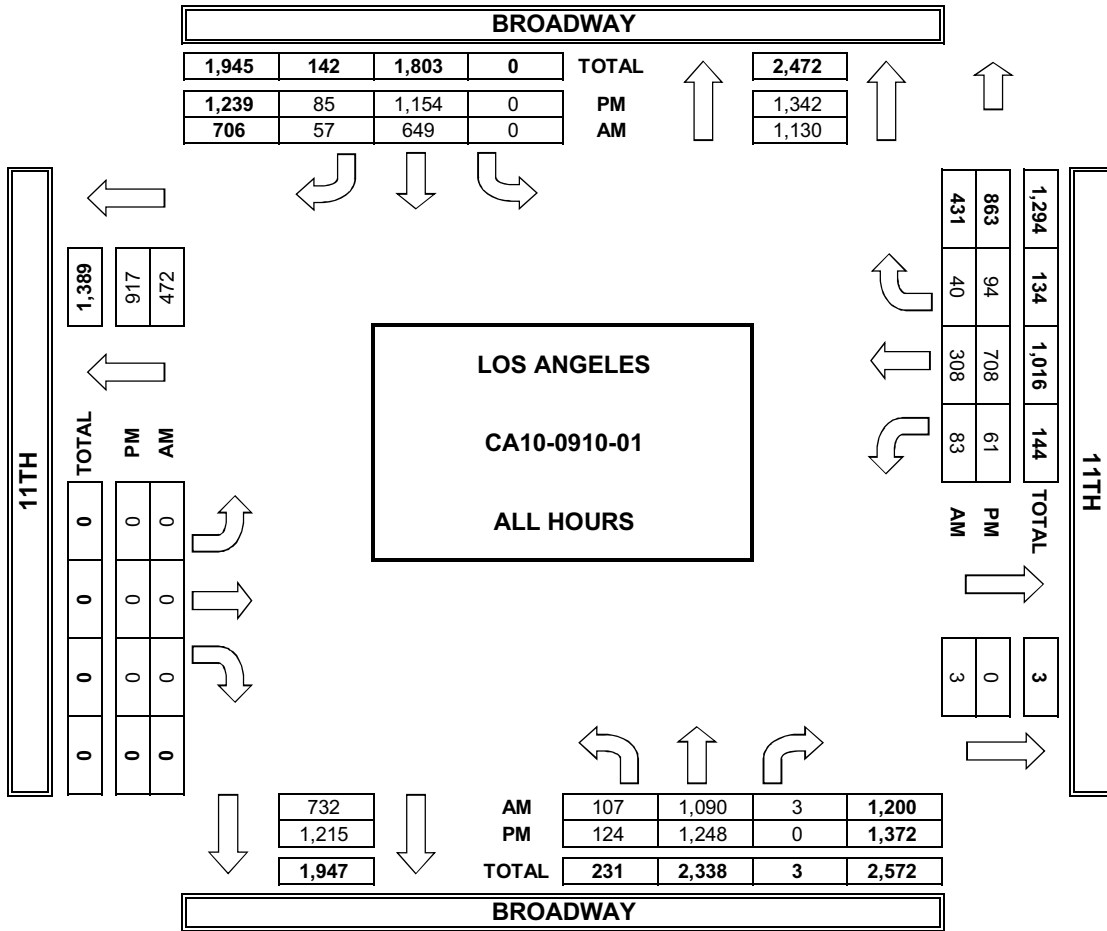 BROADWAY
1,945 142 1,803 0 TOTAL 2,472
1,239 85 1,154 0 PM 1,342
706 57 649 0 AM 1,130
11TH
1,389 917 472
TOTAL PM AM
0 0 0
0 0 0
0 0 0
0 0 0
LOS ANGELES
CA10-0910-01
ALL HOURS
431 863 1,294
40 94 134
308 708 1,016
83 61 144
AM PM TOTAL
3 0 3
11TH
732 AM 107 1,090 3 1,200
1,215 PM 124 1,248 0 1,372
1,947 TOTAL 231 2,338 3 2,572
BROADWAY